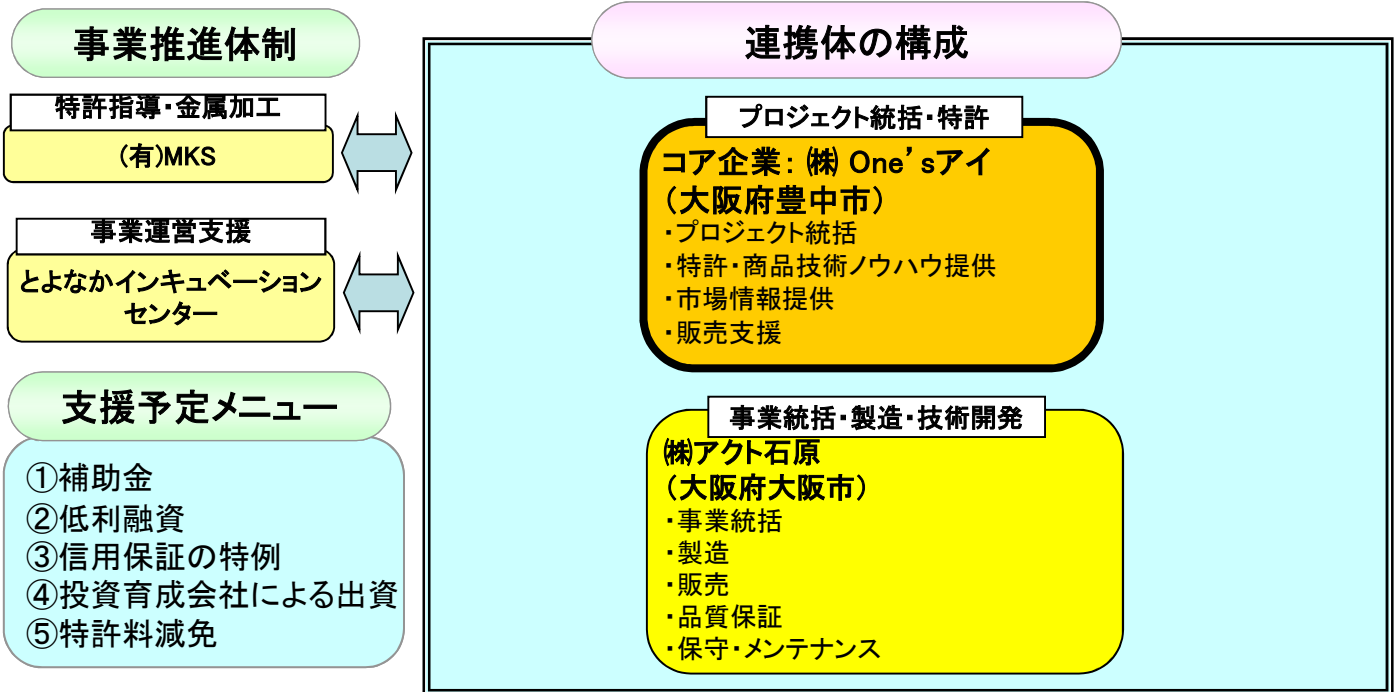 事業推進体制
特許指導・金属加工
(有)MKS
事業運営支援
とよなかインキュベーション
センター
支援予定メニュー
①補助金
②低利融資
③信用保証の特例
④投資育成会社による出資
⑤特許料減免
連携体の構成
プロジェクト統括・特許
コア企業：㈱ One’sアイ
（大阪府豊中市）
・プロジェクト統括
・特許・商品技術ノウハウ提供
・市場情報提供
・販売支援
事業統括・製造・技術開発
㈱アクト石原
（大阪府大阪市）
・事業統括
・製造
・販売
・品質保証
・保守・メンテナンス